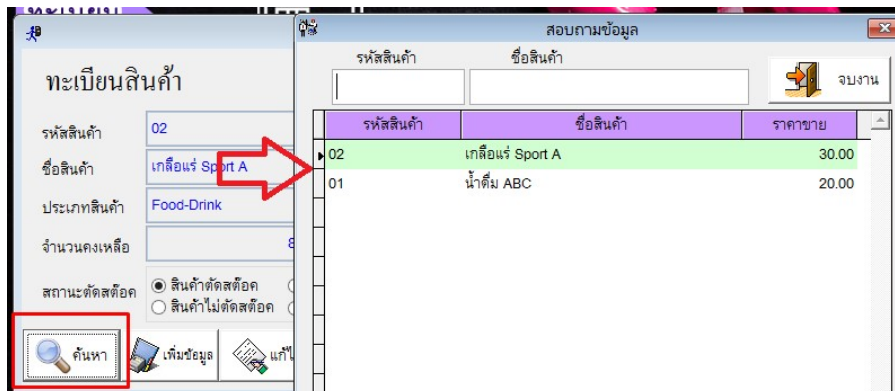 ทะเบียน
สอบถามข้อมูล
ทะเบียนสินค้า
รหัสสินค้า
02
ชื่อสินค้า
เกลือแร่ Sport A
ประเภทสินค้า
Food-Drink
จำนวนคงเหลือ
8
สถานะตัดสต๊อค
สินค้าตัดสต๊อค
สินค้าไม่ตัดสต๊อค
ค้นหา
เพิ่มข้อมูล
รหัสสินค้า ชื่อสินค้า
จบงาน
รหัสสินค้า ชื่อสินค้า ราคาขาย
02 เกลือแร่ Sport A 30.00
01 น้ำดื่ม ABC 20.00